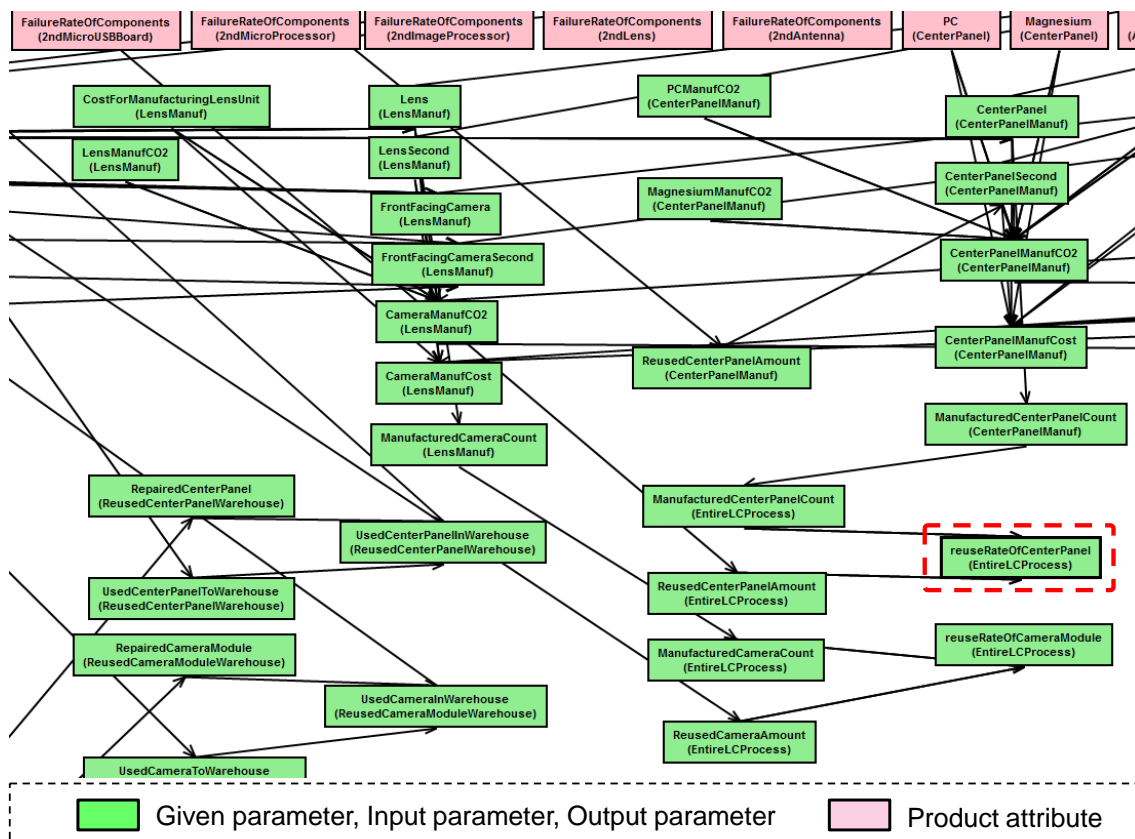 FailureRateOfComponents
(2ndMicroUSBBoard)
FailureRateOfComponents
(2ndMicroProcessor)
FailureRateOfComponents
(2ndImageProcessor)
FailureRateOfComponents
(2ndLens)
FailureRateOfComponents
(2ndAntenna)
PC
(CenterPanel)
Magnesium
(CenterPanel)
CostForManufacturingLensUnit
(LensManuf)
Lens
(LensManuf)
PCManufCO2
(CenterPanelManuf)
CenterPanel
(CenterPanelManuf)
LensManufCO2
(LensManuf)
LensSecond
(LensManuf)
CenterPanelSecond
(CenterPanelManuf)
MagnesiumManufCO2
(CenterPanelManuf)
FrontFacingCamera
(LensManuf)
FrontFacingCameraSecond
(LensManuf)
CenterPanelManufCO2
(CenterPanelManuf)
CameraManufCO2
(LensManuf)
CenterPanelManufCost
(CenterPanelManuf)
ReusedCenterPanelAmount
(CenterPanelManuf)
CameraManufCost
(LensManuf)
ManufacturedCenterPanelCount
(CenterPanelManuf)
ManufacturedCameraCount
(LensManuf)
RepairedCenterPanel
(ReusedCenterPanelWarehouse)
ManufacturedCenterPanelCount
(EntireLCProcess)
UsedCenterPanelInWarehouse
(ReusedCenterPanelWarehouse)
reuseRateOfCenterPanel
(EntireLCProcess)
UsedCenterPanelToWarehouse
(ReusedCenterPanelWarehouse)
ReusedCenterPanelAmount
(EntireLCProcess)
RepairedCameraModule
(ReusedCameraModuleWarehouse)
ManufacturedCameraCount
(EntireLCProcess)
reuseRateOfCameraModule
(EntireLCProcess)
UsedCameraInWarehouse
(ReusedCameraModuleWarehouse)
ReusedCameraAmount
(EntireLCProcess)
UsedCameraToWarehouse
Given parameter, Input parameter, Output parameter
Product attribute